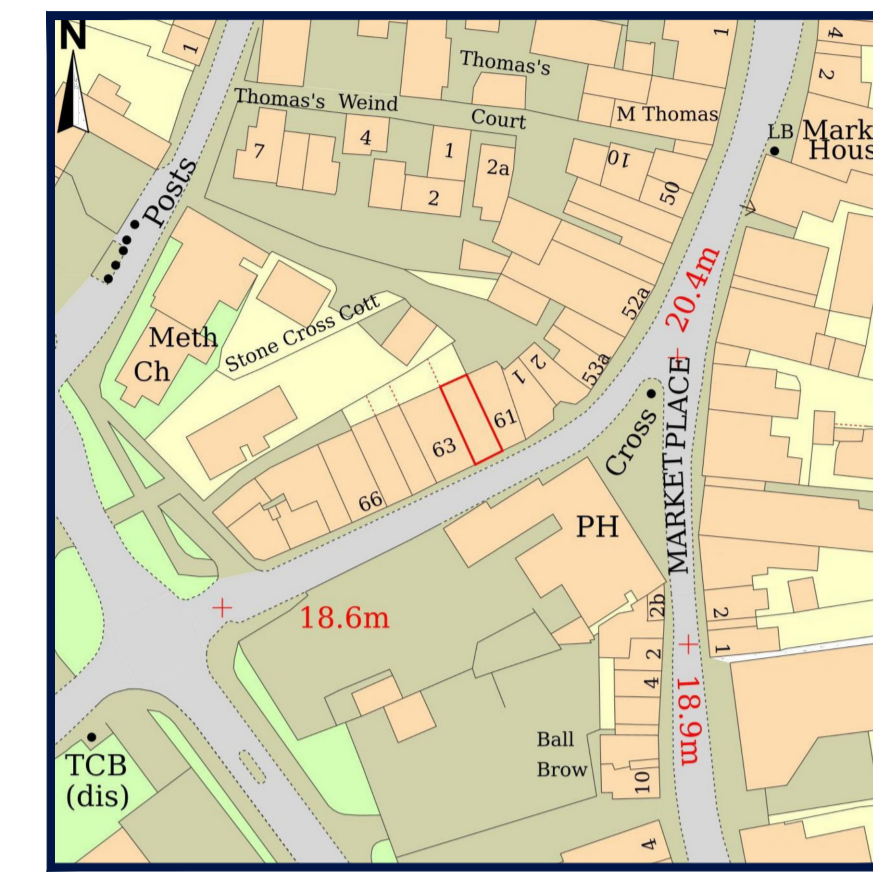 N
1
Thomas's
1
4
2
Thomas's Weind
Court
M Thomas
LB
Mark
Hous
7
4
1
2a
2
10
50
Posts
20.4m
52a
Stone Cross Cott
Meth
Ch
1
2
53a
61
63
66
Cross
MARKET PLACE
PH
18.6m
2b
2
1
2
4
18.9m
Ball
Brow
10
TCB
(dis)
4